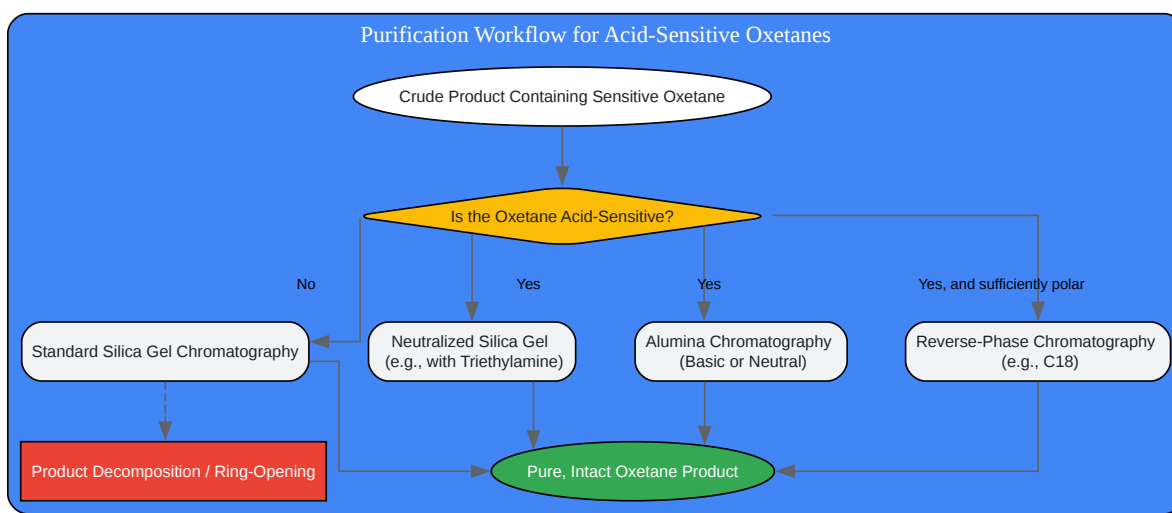 Purification Workflow for Acid-Sensitive Oxetanes
Crude Product Containing Sensitive Oxetane
Is the Oxetane Acid-Sensitive?
No
Yes
Yes
Yes, and sufficiently polar
Standard Silica Gel Chromatography
Neutralized Silica Gel
(e.g., with Triethylamine)
Alumina Chromatography
(Basic or Neutral)
Reverse-Phase Chromatography
(e.g., C18)
Product Decomposition / Ring-Opening
Pure, Intact Oxetane Product